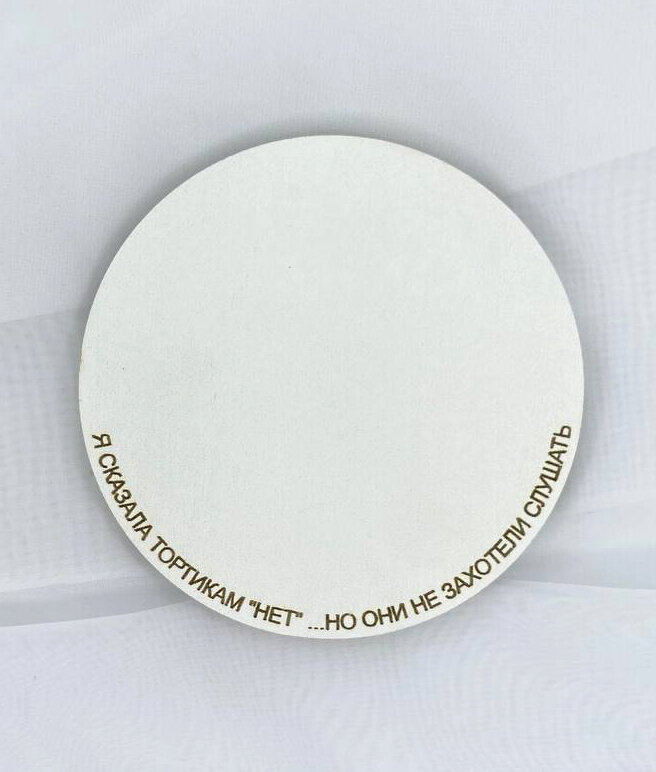 Я СКАЗАЛА ТОРТИКАМ "НЕТ" ...НО ОНИ НЕ ЗАХОТЕЛИ СЛУШАТЬ